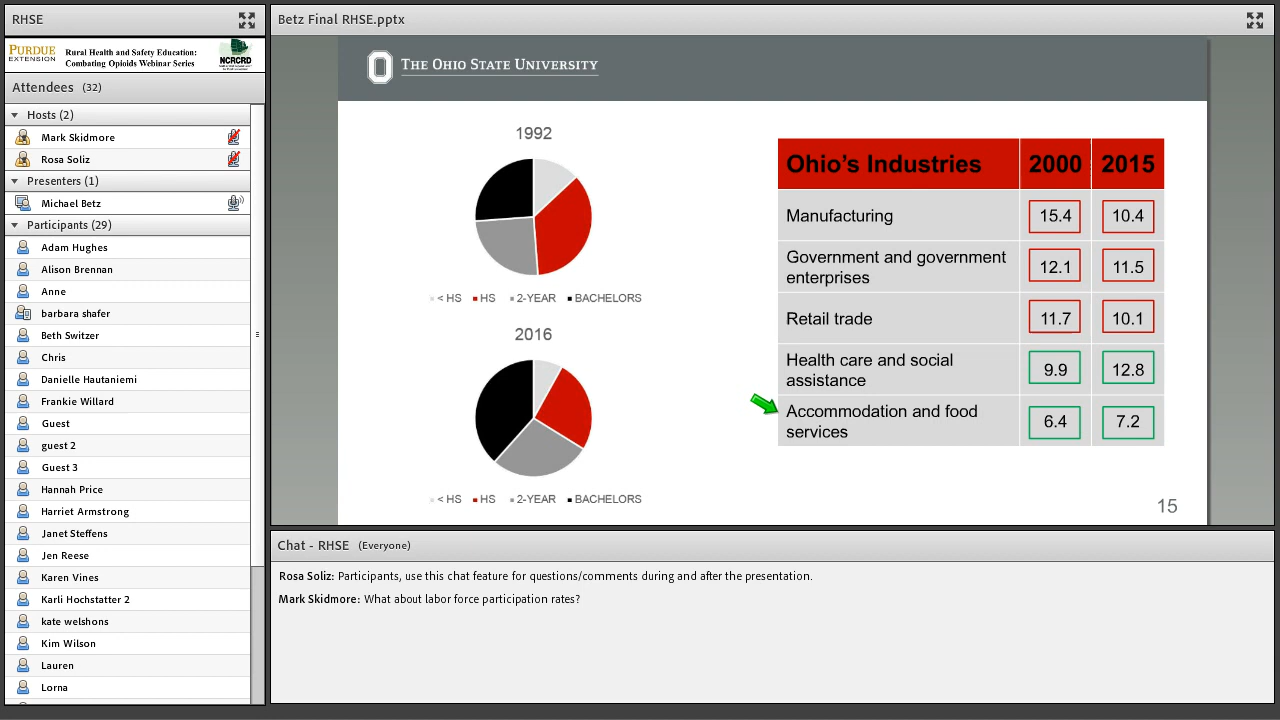 RHSE
PURDUE
EXTENSION
Rural Health and Safety Education:
Combating Opioids Webinar Series
NCRCRD
Attendees (32)
Hosts (2)
Mark Skidmore
Rosa Soliz
Presenters (1)
Michael Betz
Participants (29)
Adam Hughes
Alison Brennan
Anne
barbara shafer
Beth Switzer
Chris
Danielle Hautaniemi
Frankie Willard
Guest
guest 2
Guest 3
Hannah Price
Harriet Armstrong
Janet Steffens
Jen Reese
Karen Vines
Karli Hochstatter 2
kate welshons
Kim Wilson
Lauren
Lorna
Betz Final RHSE.pptx
THE OHIO STATE UNIVERSITY
1992
< HS HS 2-YEAR BACHELORS
2016
< HS HS 2-YEAR BACHELORS
Ohio's Industries 2000 2015
Manufacturing 15.4 10.4
Government and government
enterprises 12.1 11.5
Retail trade 11.7 10.1
Health care and social
assistance 9.9 12.8
Accommodation and food
services 6.4 7.2
15
Chat - RHSE (Everyone)
Rosa Soliz: Participants, use this chat feature for questions/comments during and after the presentation.
Mark Skidmore: What about labor force participation rates?